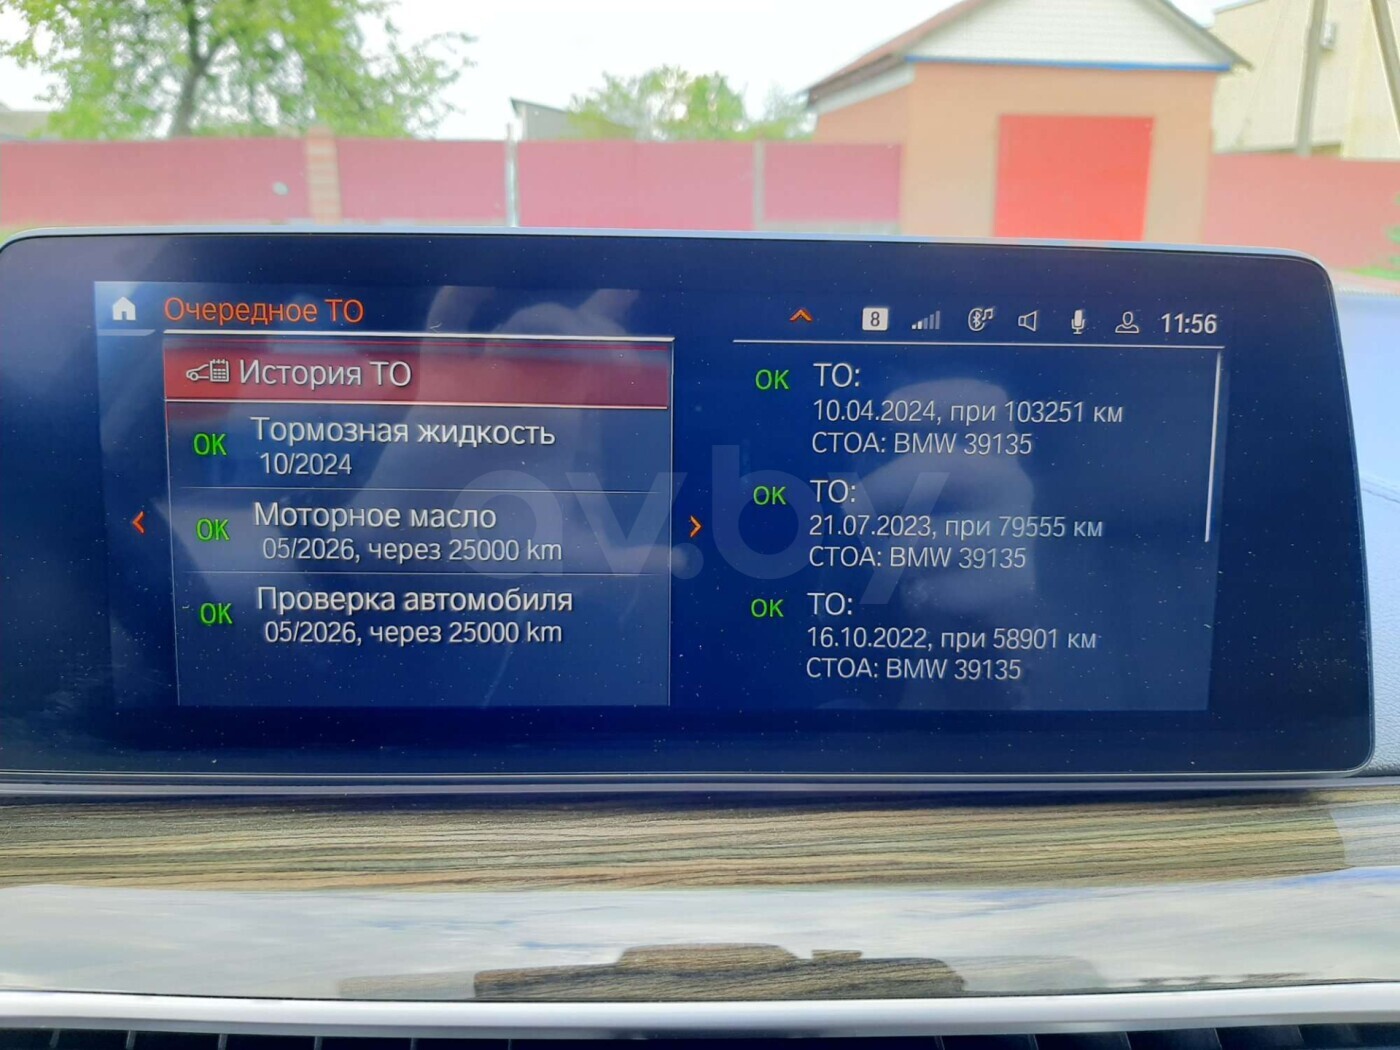 Очередное ТО
8
11:56
История ТО
OK
Тормозная жидкость
10/2024
OK
Моторное масло
05/2026, через 25000 km
OK
Проверка автомобиля
05/2026, через 25000 km
OK
ТО:
10.04.2024, при 103251 км
СТОА: BMW 39135
OK
ТО:
21.07.2023, при 79555 км
СТОА: BMW 39135
OK
ТО:
16.10.2022, при 58901 км
СТОА: BMW 39135
av.by